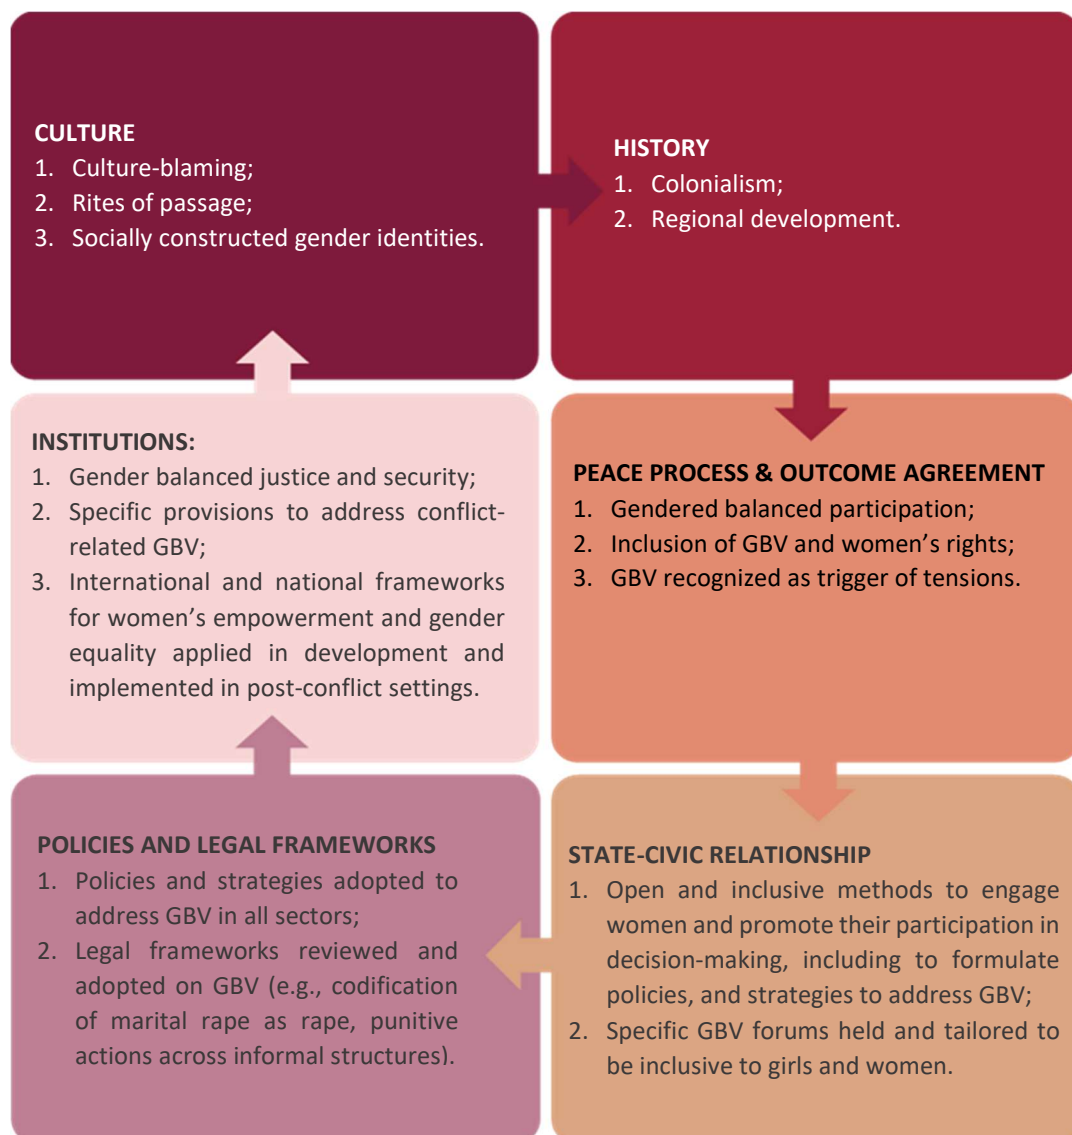 CULTURE
1. Culture-blaming;
2. Rites of passage;
3. Socially constructed gender identities.
HISTORY
1. Colonialism;
2. Regional development.
INSTITUTIONS:
1. Gender balanced justice and security;
2. Specific provisions to address conflict-
related GBV;
3. International and national frameworks
for women’s empowerment and gender
equality applied in development and
implemented in post-conflict settings.
PEACE PROCESS & OUTCOME AGREEMENT
1. Gendered balanced participation;
2. Inclusion of GBV and women’s rights;
3. GBV recognized as trigger of tensions.
POLICIES AND LEGAL FRAMEWORKS
1. Policies and strategies adopted to
address GBV in all sectors;
2. Legal frameworks reviewed and
adopted on GBV (e.g., codification
of marital rape as rape, punitive
actions across informal structures).
STATE-CIVIC RELATIONSHIP
1. Open and inclusive methods to engage
women and promote their participation in
decision-making, including to formulate
policies, and strategies to address GBV;
2. Specific GBV forums held and tailored to
be inclusive to girls and women.